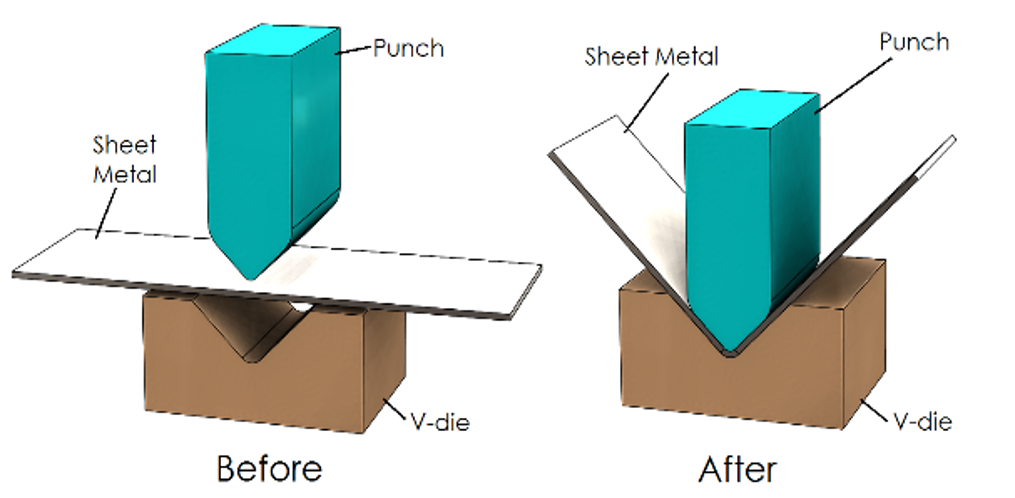 Punch
Sheet
Metal
V-die
Before
Sheet Metal
Punch
V-die
After